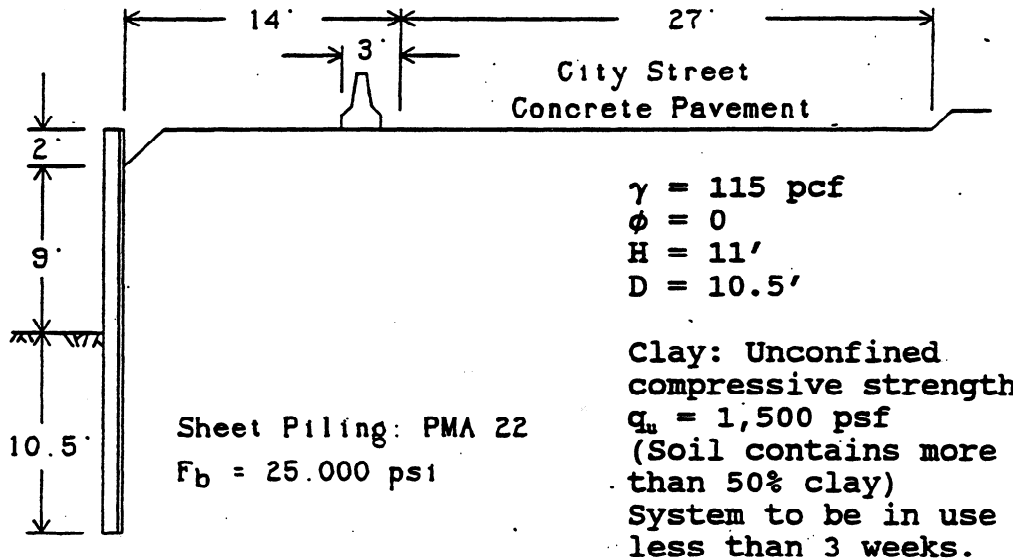 14'
27'
3'
City Street
Concrete Pavement
2'
9'
10.5'
γ = 115 pcf
ϕ = 0
H = 11'
D = 10.5'
Clay: Unconfined
compressive strength
qᵤ = 1,500 psf
(Soil contains more
than 50% clay)
System to be in use
less than 3 weeks.
Sheet Piling: PMA 22
Fb = 25.000 psi